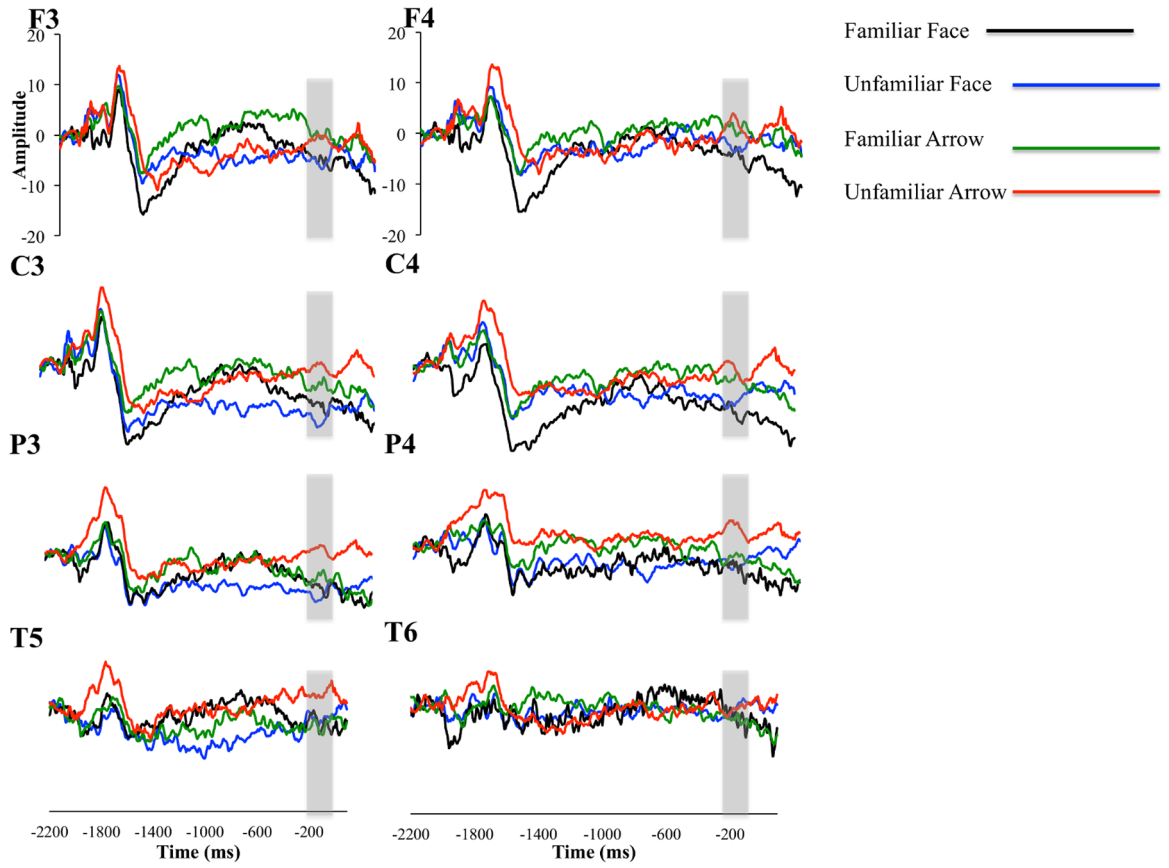 F3
F4
20
10
0
-10
-20
Amplitude
20
10
0
-10
-20
Familiar Face
Unfamiliar Face
Familiar Arrow
Unfamiliar Arrow
C3
C4
P3
P4
T5
T6
-2200 -1800 -1400 -1000 -600 -200
Time (ms)
-2200 -1800 -1400 -1000 -600 -200
Time (ms)